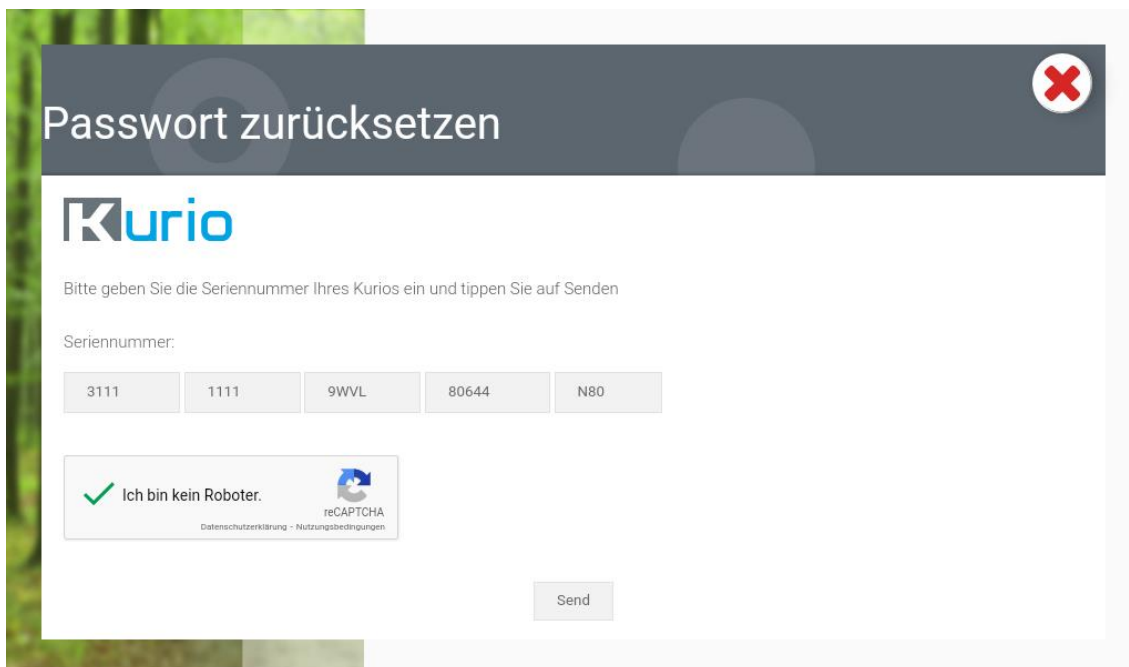 Passwort zurücksetzen
Kurio
Bitte geben Sie die Seriennummer Ihres Kurios ein und tippen Sie auf Senden
Seriennummer:
3111 1111 9WVL 80644 N80
Ich bin kein Roboter.
reCAPTCHA
Datenschutzerklärung - Nutzungsbedingungen
Send